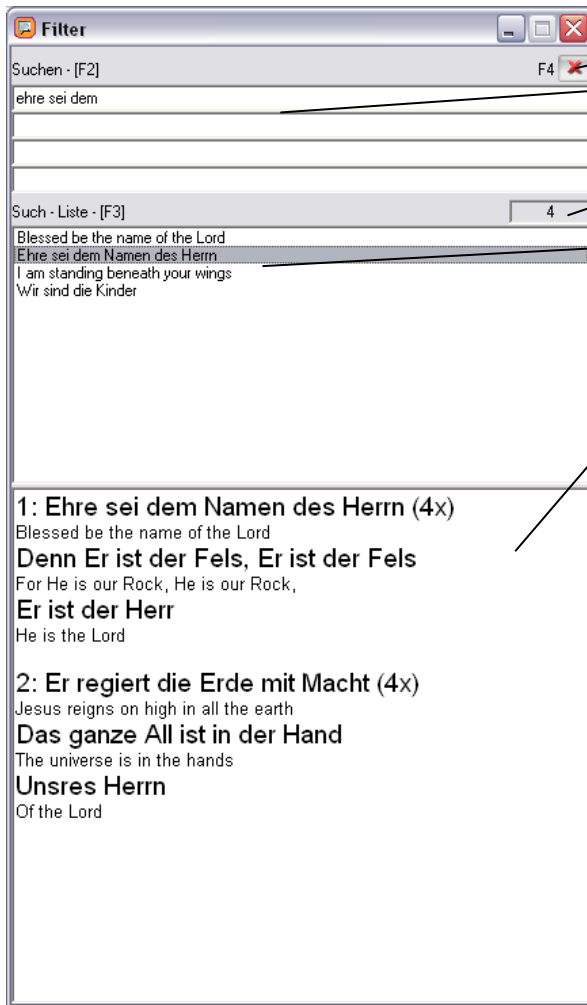 Filter
Suchen - [F2] F4
ehre sei dem
Such - Liste - [F3] 4
Blessed be the name of the Lord
Ehre sei dem Namen des Herrn
I am standing beneath your wings
Wir sind die Kinder
1: Ehre sei dem Namen des Herrn (4x)
Blessed be the name of the Lord
Denn Er ist der Fels, Er ist der Fels
For He is our Rock, He is our Rock,
Er ist der Herr
He is the Lord
2: Er regiert die Erde mit Macht (4x)
Jesus reigns on high in all the earth
Das ganze All ist in der Hand
The universe is in the hands
Unsres Herrn
Of the Lord